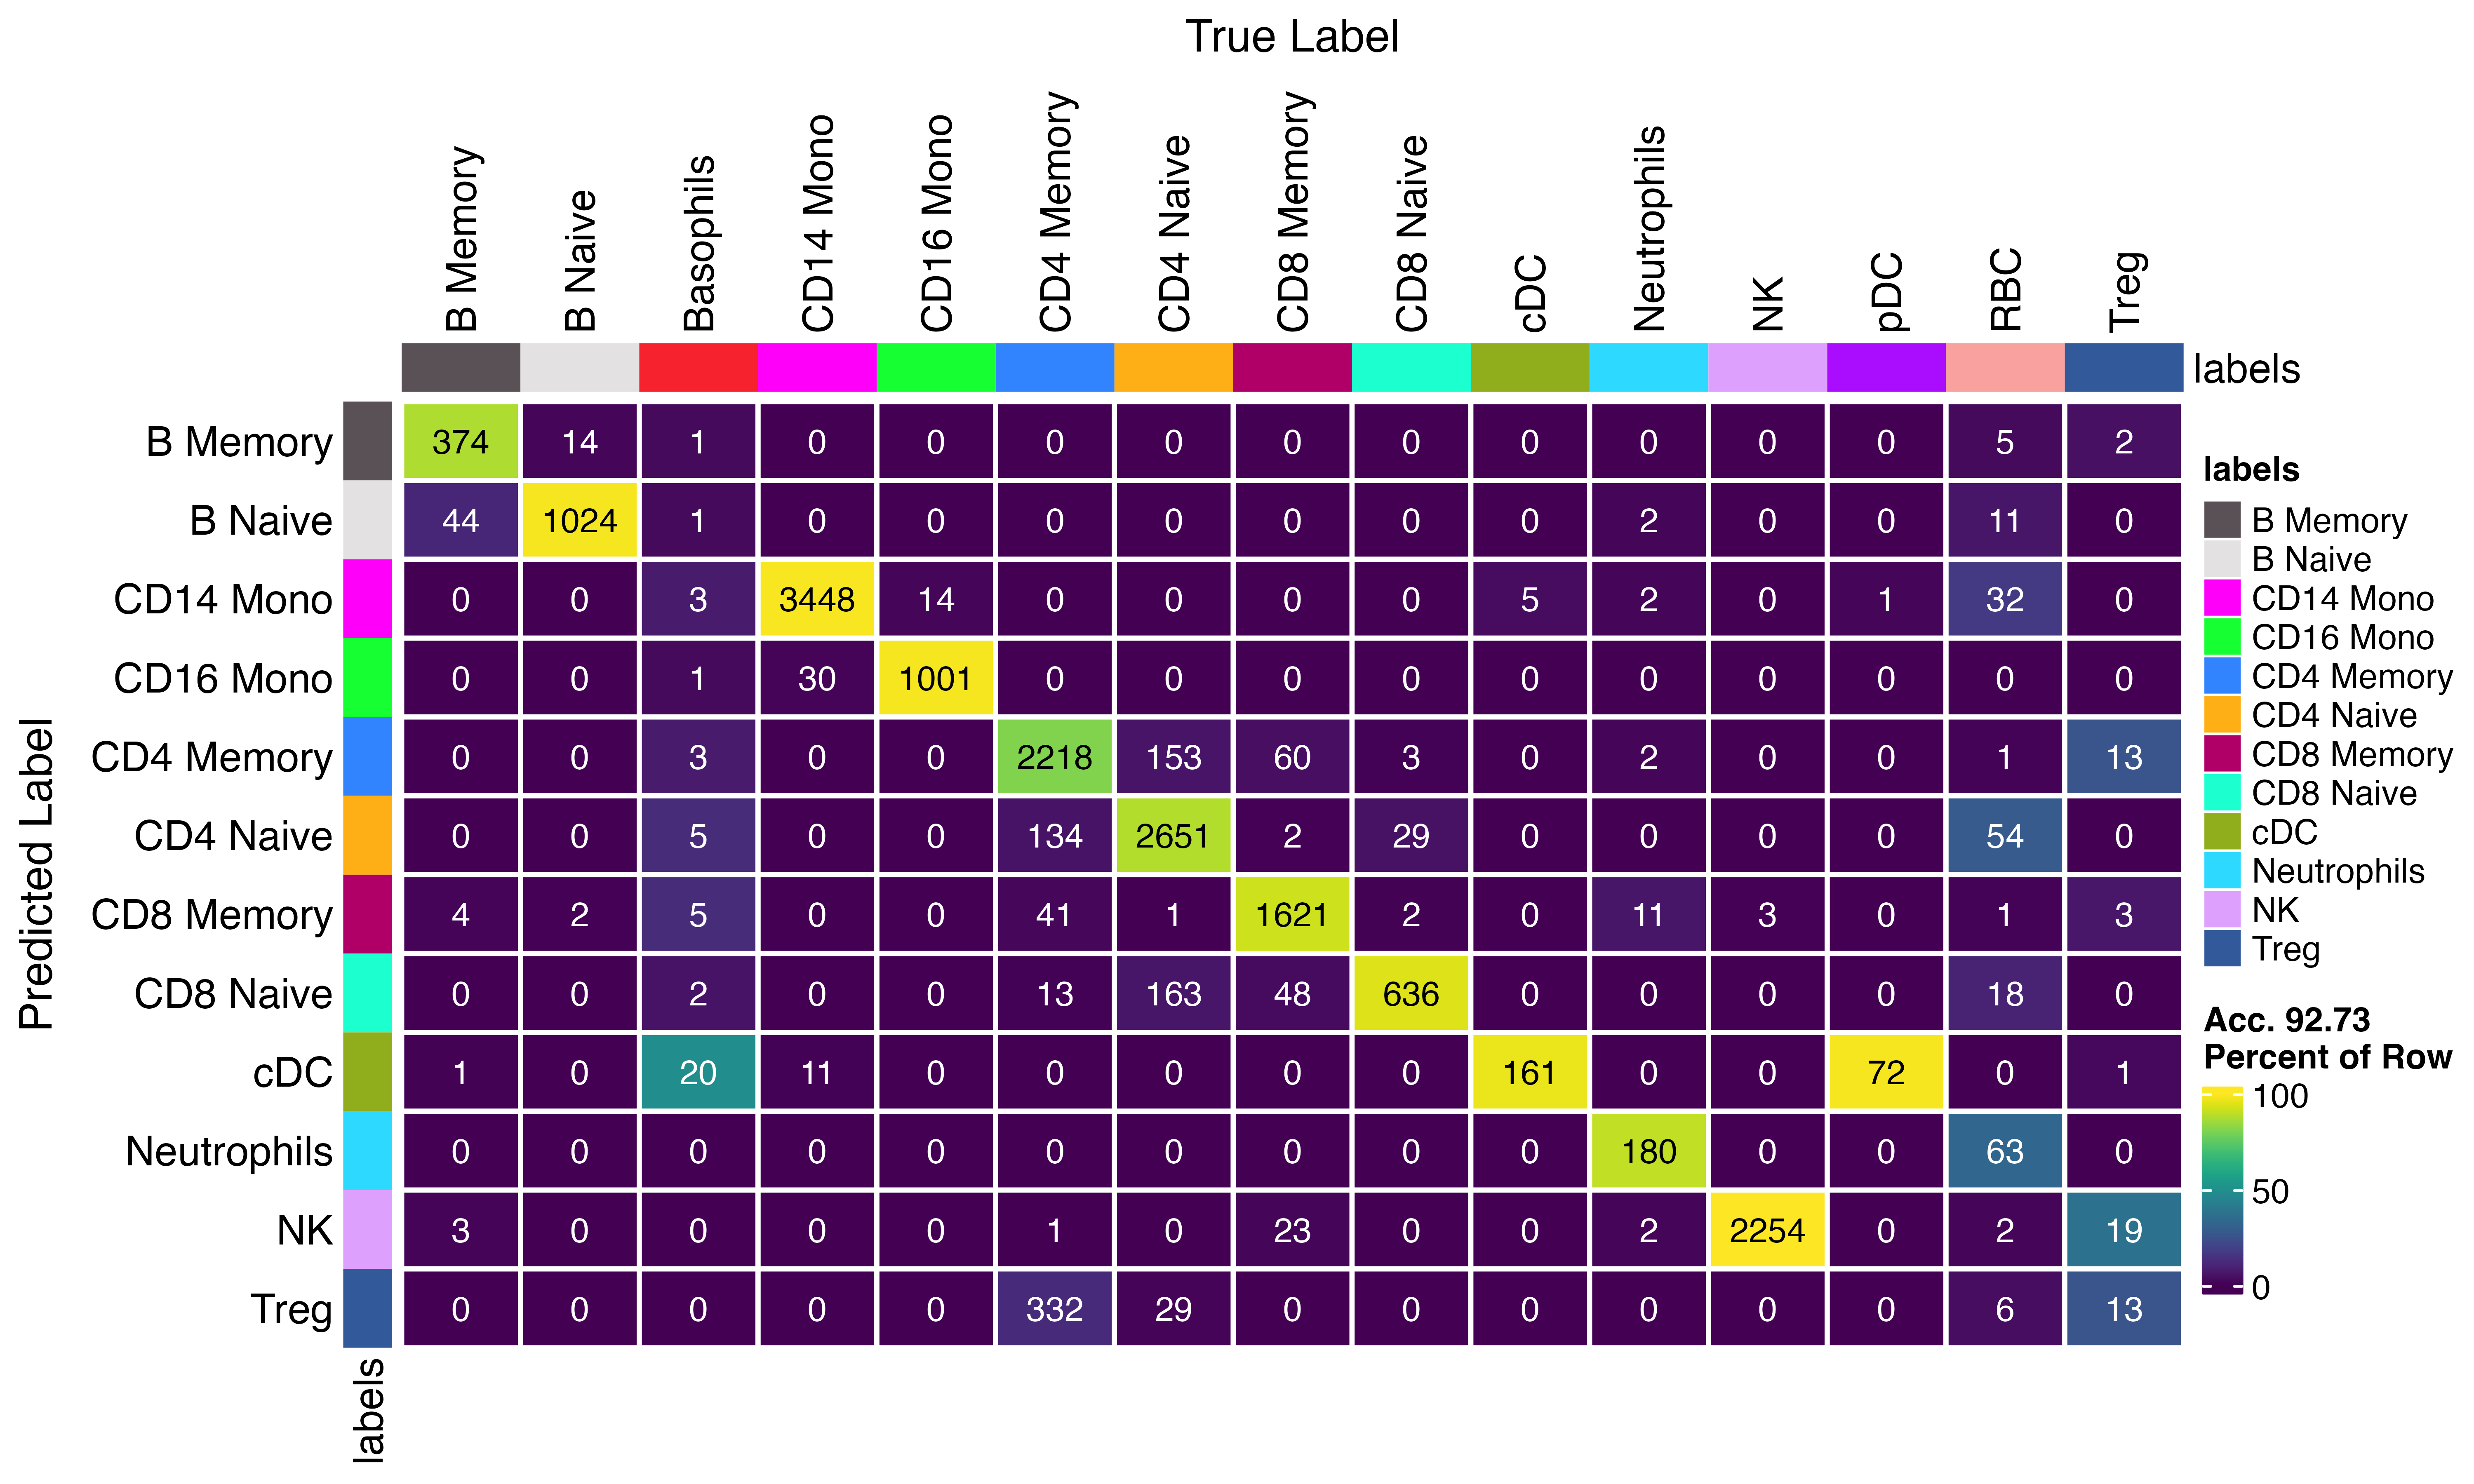 True Label
B Memory
B Naive
Basophils
CD14 Mono
CD16 Mono
CD4 Memory
CD4 Naive
CD8 Memory
CD8 Naive
cDC
Neutrophils
NK
pDC
RBC
Treg
labels
Predicted Label
B Memory 374 14 1 0 0 0 0 0 0 0 0 0 0 5 2
B Naive 44 1024 1 0 0 0 0 0 0 0 2 0 0 11 0
CD14 Mono 0 0 3 3448 14 0 0 0 0 5 2 0 1 32 0
CD16 Mono 0 0 1 30 1001 0 0 0 0 0 0 0 0 0 0
CD4 Memory 0 0 3 0 0 2218 153 60 3 0 2 0 0 1 13
CD4 Naive 0 0 5 0 0 134 2651 2 29 0 0 0 0 54 0
CD8 Memory 4 2 5 0 0 41 1 1621 2 0 11 3 0 1 3
CD8 Naive 0 0 2 0 0 13 163 48 636 0 0 0 0 18 0
cDC 1 0 20 11 0 0 0 0 0 161 0 0 72 0 1
Neutrophils 0 0 0 0 0 0 0 0 0 0 180 0 0 63 0
NK 3 0 0 0 0 1 0 23 0 0 2 2254 0 2 19
Treg 0 0 0 0 0 332 29 0 0 0 0 0 0 6 13
labels
labels
B Memory
B Naive
CD14 Mono
CD16 Mono
CD4 Memory
CD4 Naive
CD8 Memory
CD8 Naive
cDC
Neutrophils
NK
Treg
Acc. 92.73
Percent of Row
100
50
0